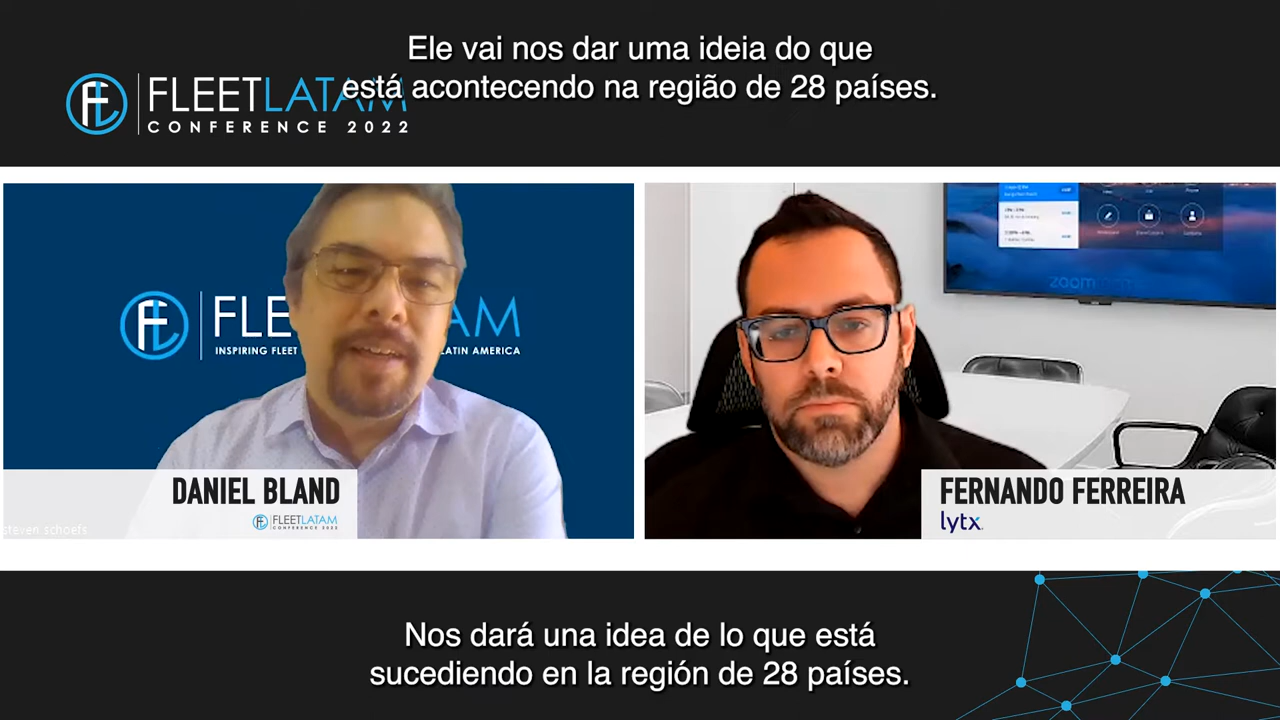 Ele vai nos dar uma ideia do que
está acontecendo na região de 28 países.
FLEETLATAM
CONFERENCE 2022
FLE AM
INSPIRING FLEET LATIN AMERICA
zoom
DANIEL BLAND
FLEETLATAM
CONFERENCE 2022
steven schoefs
FERNANDO FERREIRA
lytx
Nos dará una idea de lo que está
sucediendo en la región de 28 países.